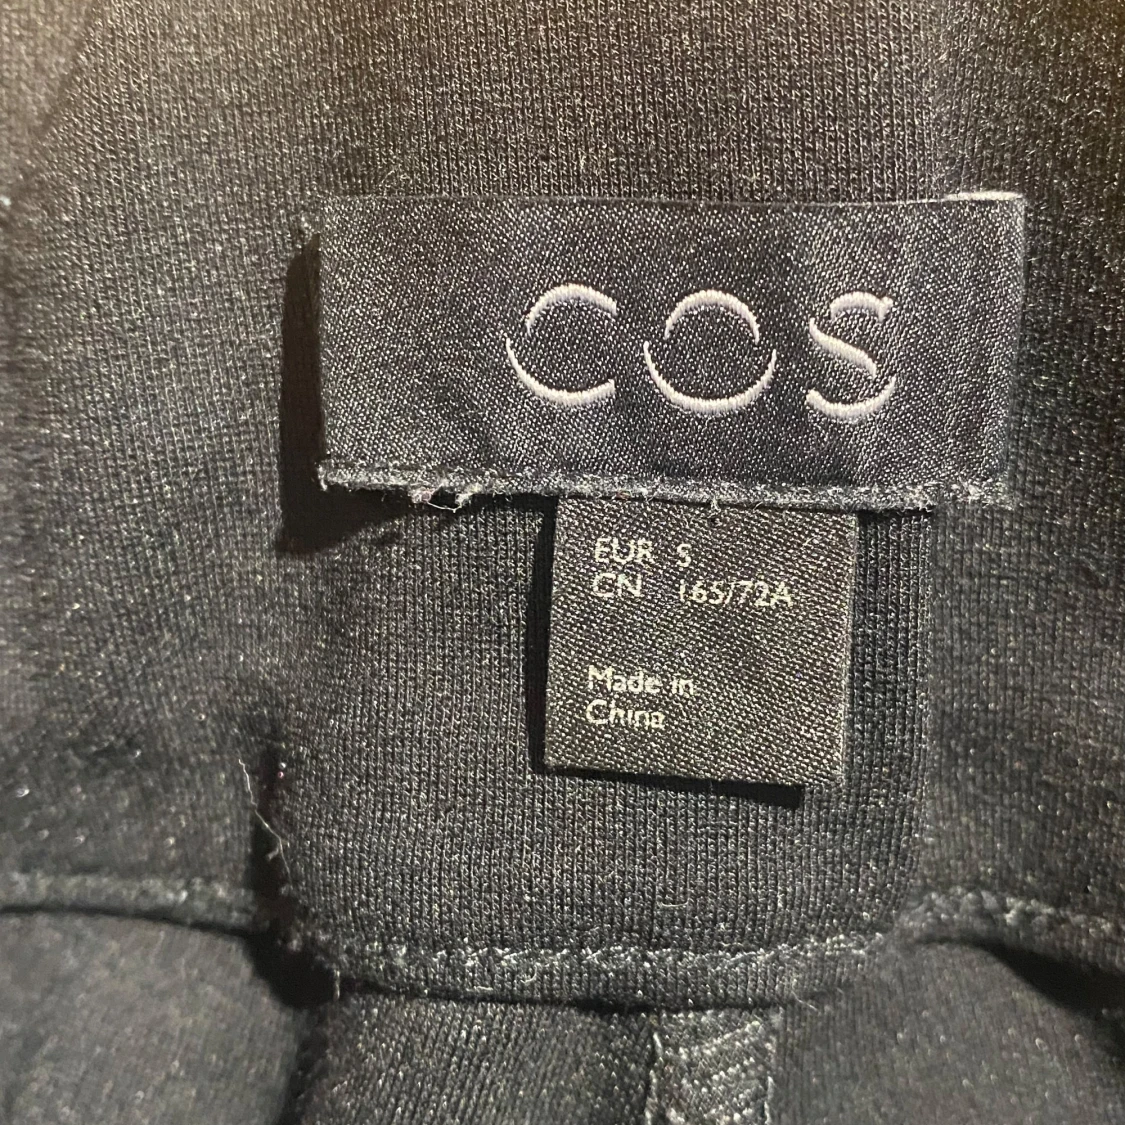 COS
EUR S
CN 165/72A
Made in
China